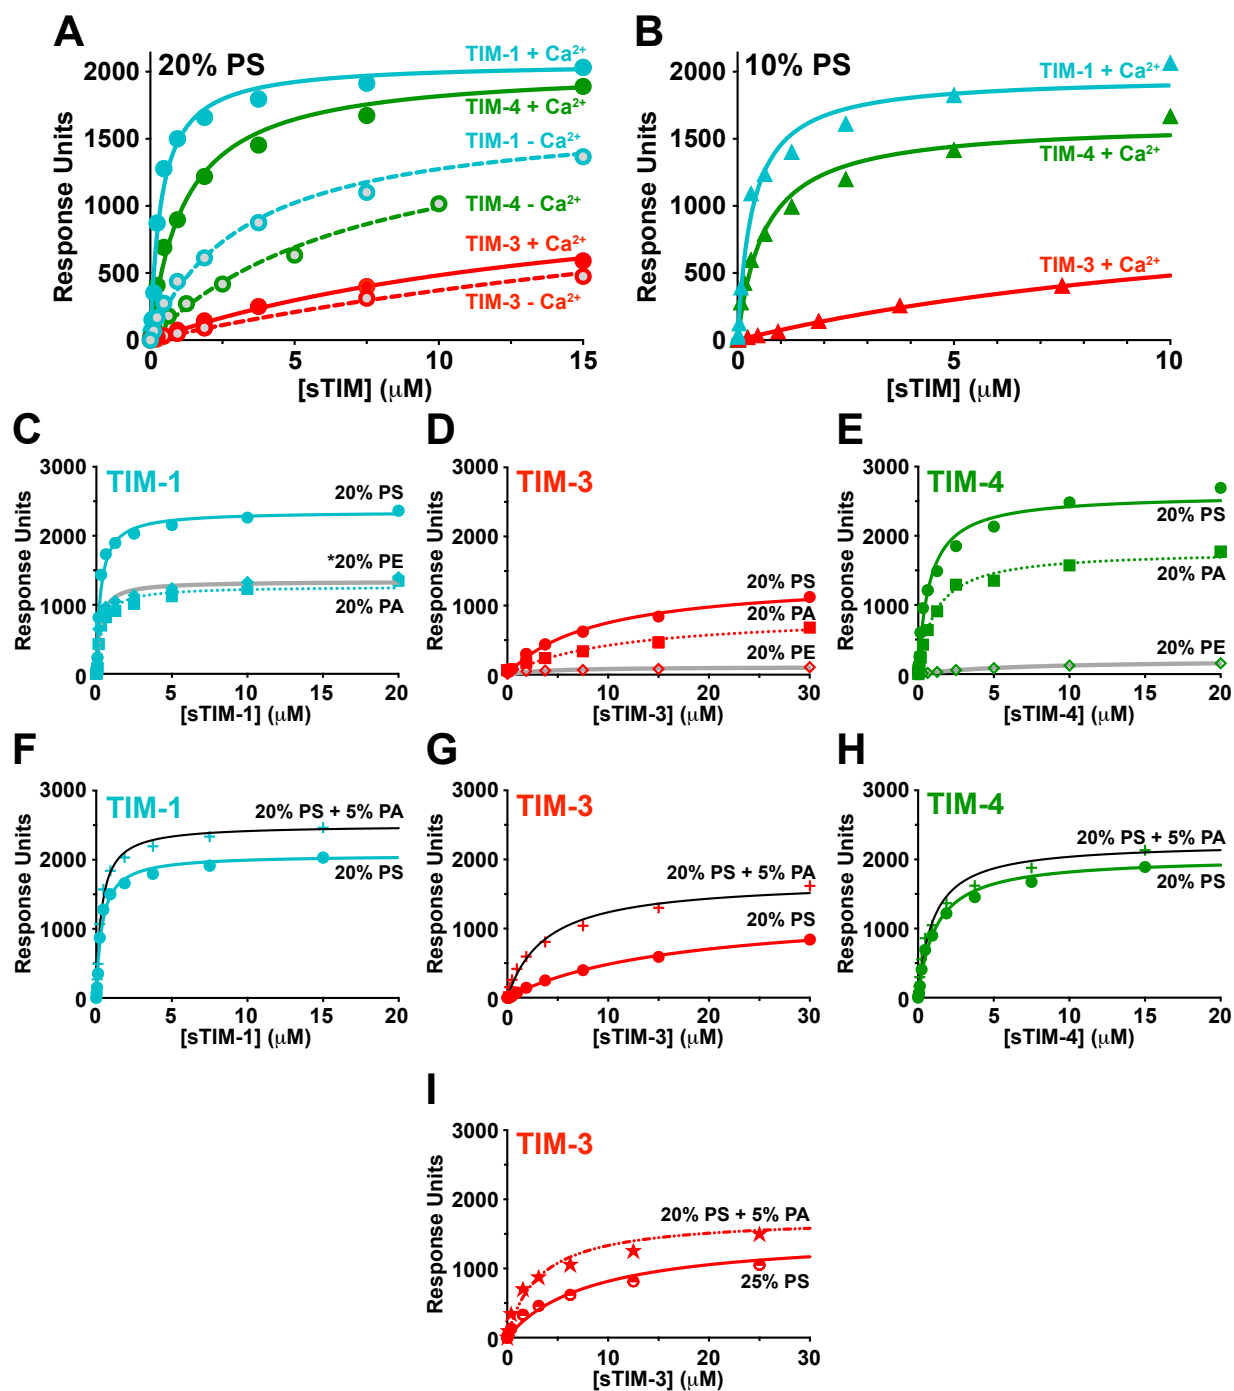 A
B
20% PS
10% PS
TIM-1 + Ca²⁺
TIM-4 + Ca²⁺
TIM-1 - Ca²⁺
TIM-4 - Ca²⁺
TIM-3 + Ca²⁺
TIM-3 - Ca²⁺
TIM-1 + Ca²⁺
TIM-4 + Ca²⁺
TIM-3 + Ca²⁺
Response Units
2000
1500
1000
500
0
0 5 10 15
[sTIM] (μM)
Response Units
2000
1500
1000
500
0
0 5 10
[sTIM] (μM)
C
TIM-1
20% PS
*20% PE
20% PA
Response Units
3000
2000
1000
0
0 5 10 15 20
[sTIM-1] (μM)
D
TIM-3
20% PS
20% PA
20% PE
Response Units
3000
2000
1000
0
0 10 20 30
[sTIM-3] (μM)
E
TIM-4
20% PS
20% PA
20% PE
Response Units
3000
2000
1000
0
0 5 10 15 20
[sTIM-4] (μM)
F
TIM-1
20% PS + 5% PA
20% PS
Response Units
3000
2000
1000
0
0 5 10 15 20
[sTIM-1] (μM)
G
TIM-3
20% PS + 5% PA
20% PS
Response Units
3000
2000
1000
0
0 10 20 30
[sTIM-3] (μM)
H
TIM-4
20% PS + 5% PA
20% PS
Response Units
3000
2000
1000
0
0 5 10 15 20
[sTIM-4] (μM)
I
TIM-3
20% PS + 5% PA
25% PS
Response Units
3000
2000
1000
0
0 10 20 30
[sTIM-3] (μM)